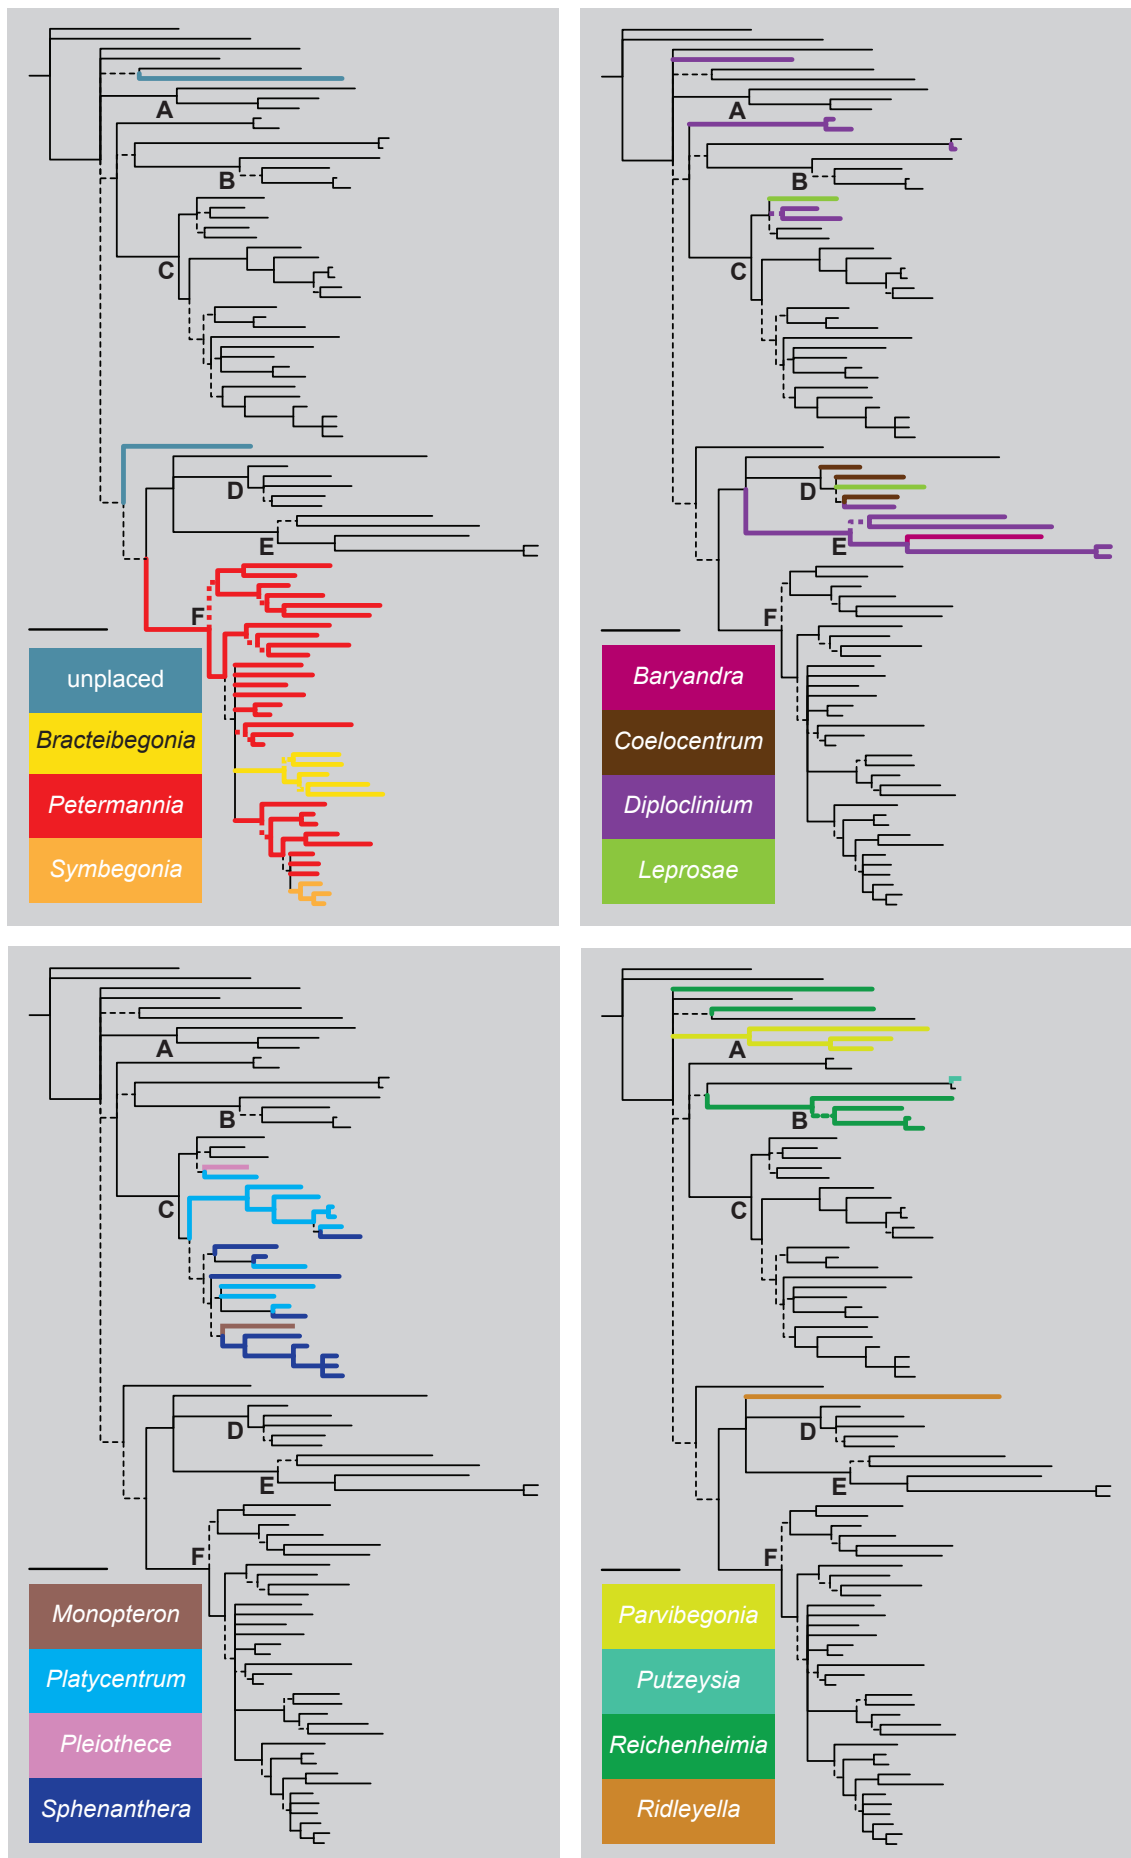 A
B
C
D
E
F
unplaced
Bracteibegonia
Petermannia
Symbegonia
A
B
C
D
E
F
Baryandra
Coelocentrum
Diploclinium
Leprosae
A
B
C
D
E
F
Monopteron
Platycentrum
Pleiothece
Sphenanthera
A
B
C
D
E
F
Parvibegonia
Putzeysia
Reichenheimia
Ridleyella